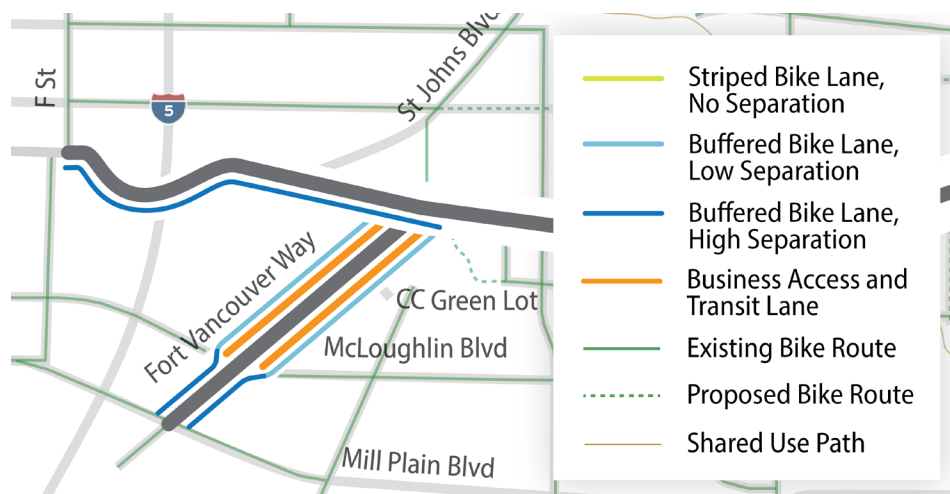 F St
5
St Johns Blvd
Fort Vancouver Way
CC Green Lot
McLoughlin Blvd
Mill Plain Blvd
Striped Bike Lane,
No Separation
Buffered Bike Lane,
Low Separation
Buffered Bike Lane,
High Separation
Business Access and
Transit Lane
Existing Bike Route
Proposed Bike Route
Shared Use Path